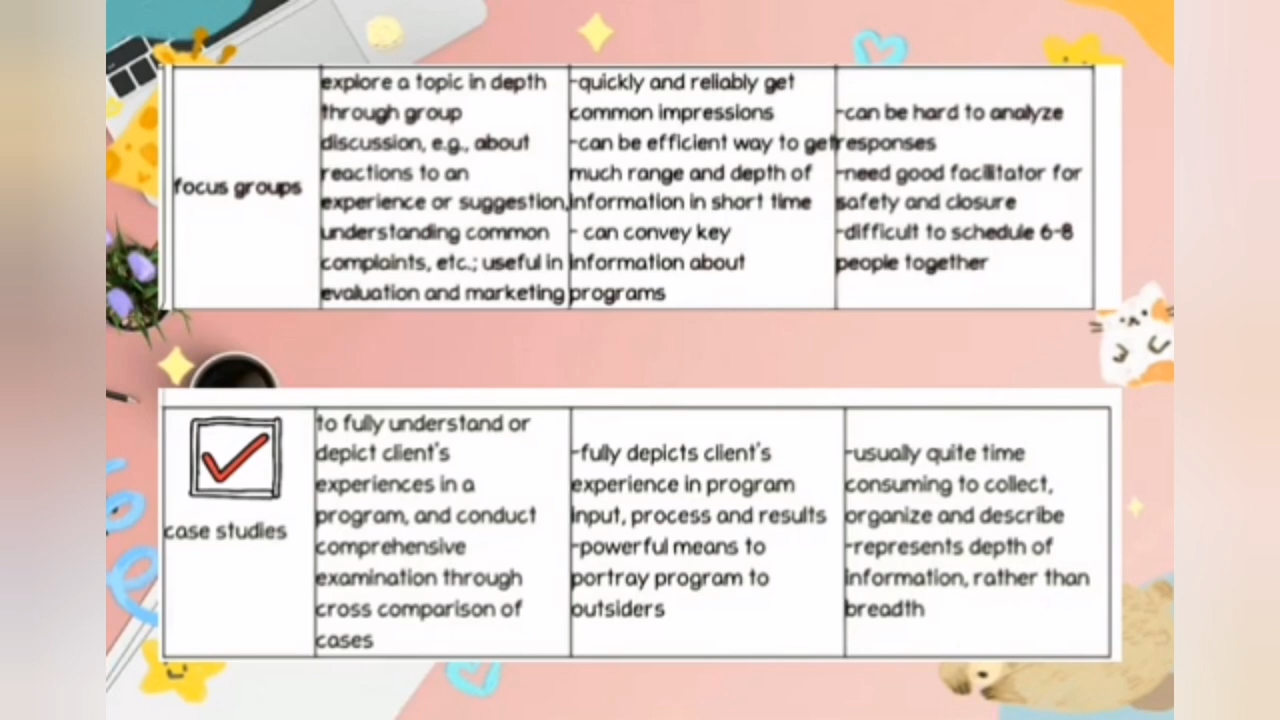 focus groups
explore a topic in depth
through group
discussion, e.g., about
reactions to an
experience or suggestion,
understanding common
complaints, etc.; useful in
evaluation and marketing
-quickly and reliably get
common impressions
-can be efficient way to get
much range and depth of
information in short time
- can convey key
information about
programs
-can be hard to analyze
responses
-need good facilitator for
safety and closure
-difficult to schedule 6-8
people together
case studies
to fully understand or
depict client's
experiences in a
program, and conduct
comprehensive
examination through
cross comparison of
cases
-fully depicts client's
experience in program
input, process and results
-powerful means to
portray program to
outsiders
-usually quite time
consuming to collect,
organize and describe
-represents depth of
information, rather than
breadth